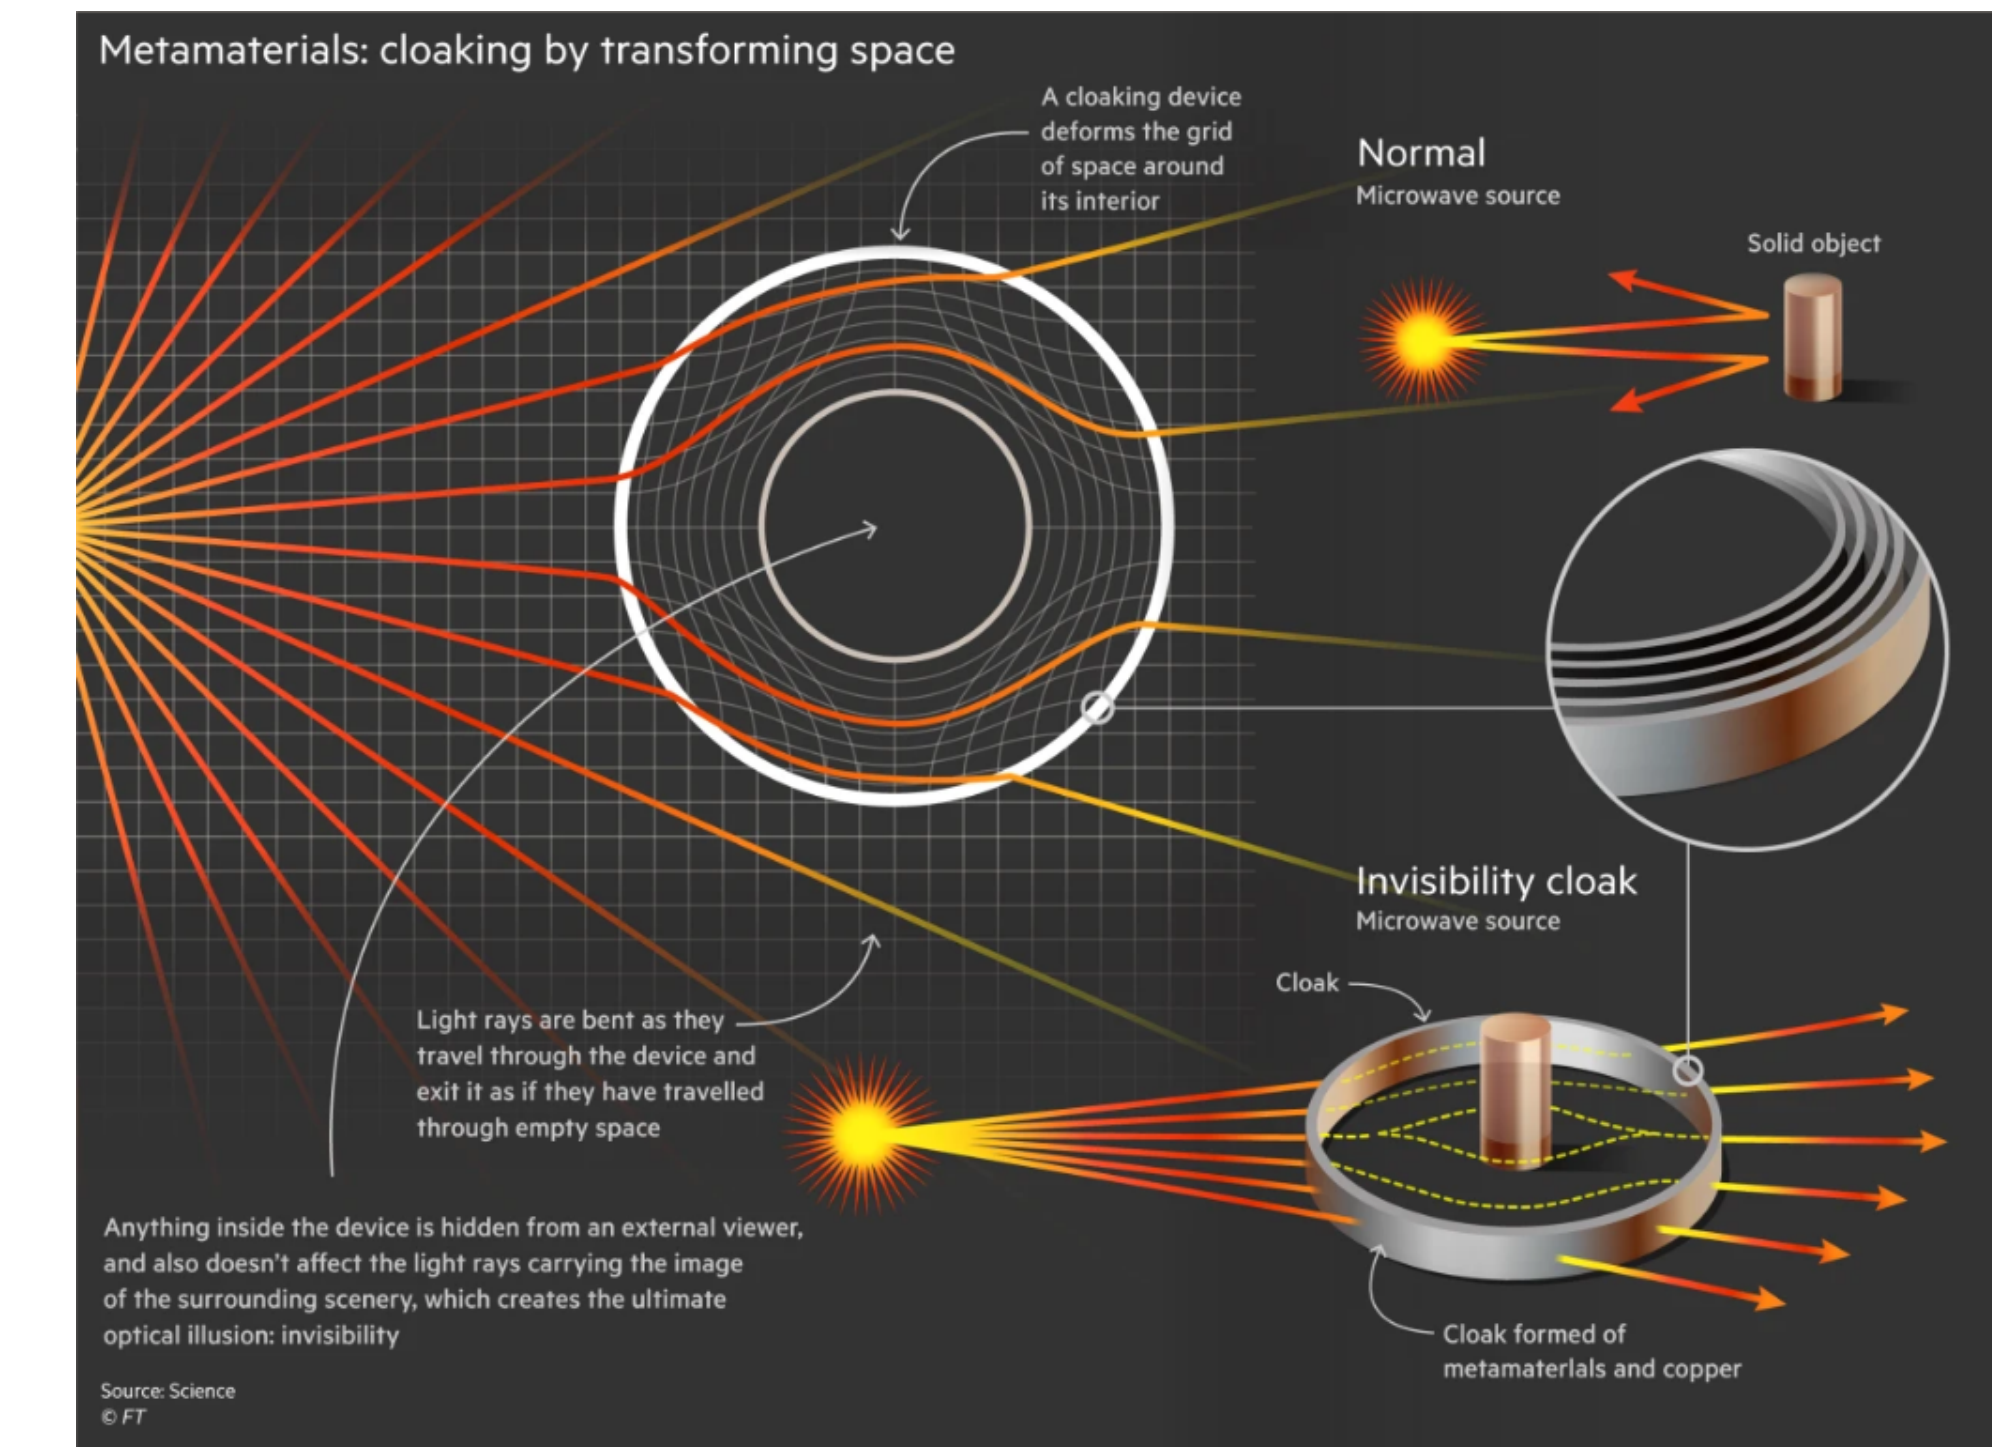 Metamaterials: cloaking by transforming space
A cloaking device
deforms the grid
of space around
its interior
Normal
Microwave source
Solid object
Invisibility cloak
Microwave source
Cloak
Light rays are bent as they
travel through the device and
exit it as if they have travelled
through empty space
Anything inside the device is hidden from an external viewer,
and also doesn't affect the light rays carrying the image
of the surrounding scenery, which creates the ultimate
optical illusion: invisibility
Cloak formed of
metamaterlals and copper
Source: Science
© FT